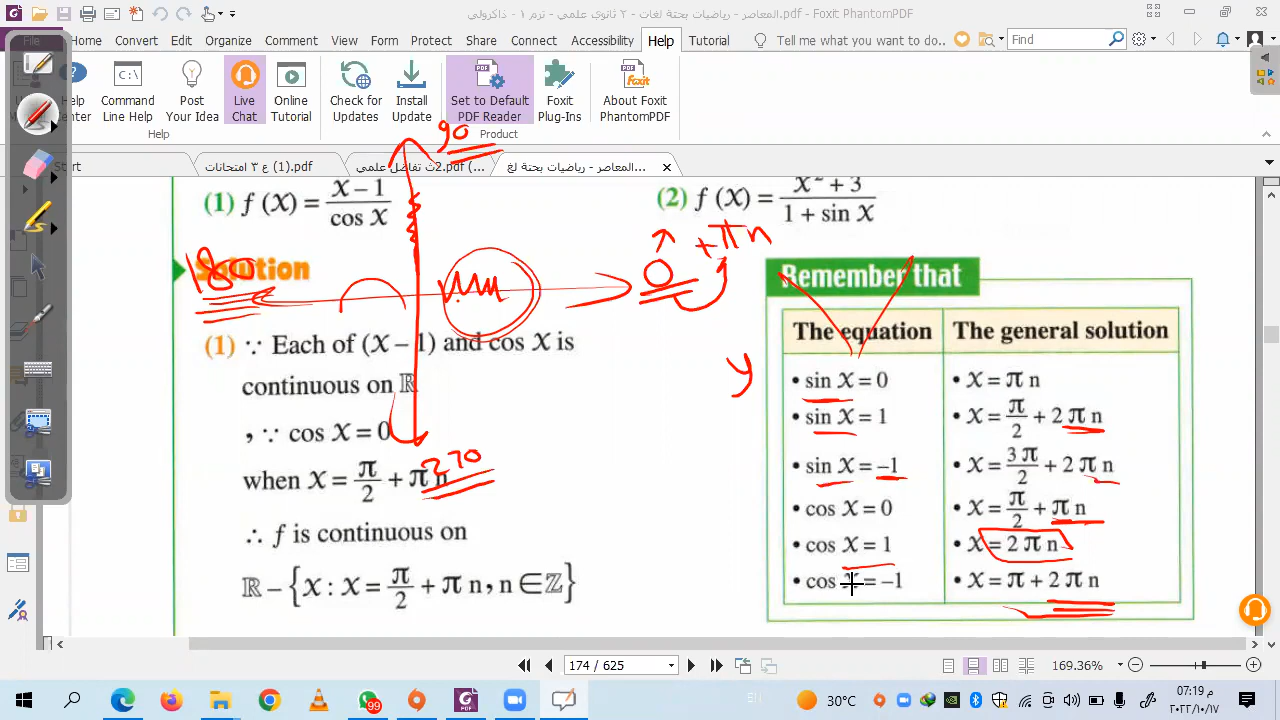 المعاصر - رياضيات بحتة لغات - ٢ ثانوي علمي - ترم ١ - داكرولي.pdf - Foxit PhantomPDF
File Home Convert Edit Organize Comment View Form Protect Share Connect Accessibility Help Tutorial Tell me what you want to do.. Find
Help Center
Command Line Help
Post Your Idea
Live Chat
Online Tutorial
Check for Updates
Install Update
Set to Default PDF Reader
Foxit Plug-Ins
About Foxit PhantomPDF
Help
Product
Start
ع ٣ امتحانات (1).pdf
2ث تفاضل علمي.pdf (...
المعاصر - رياضيات بحتة لغ...
90
(1) f (X) = X – 1 / cos X
(2) f (X) = X² + 3 / 1 + sin X
180
0 + π n
270
y
Solution
(1) ∵ Each of (X – 1) and cos X is
continuous on ℝ
, ∵ cos X = 0
when X = π/2 + π n
∴ f is continuous on
ℝ – {X : X = π/2 + π n , n ∈ ℤ}
Remember that
The equation The general solution
• sin X = 0 • X = π n
• sin X = 1 • X = π/2 + 2 π n
• sin X = –1 • X = 3 π/2 + 2 π n
• cos X = 0 • X = π/2 + π n
• cos X = 1 • X = 2 π n
• cos X = –1 • X = π + 2 π n
174 / 625
169.36%
99
30°C
م 07:19
٢٠٢٢/١٠/١٧